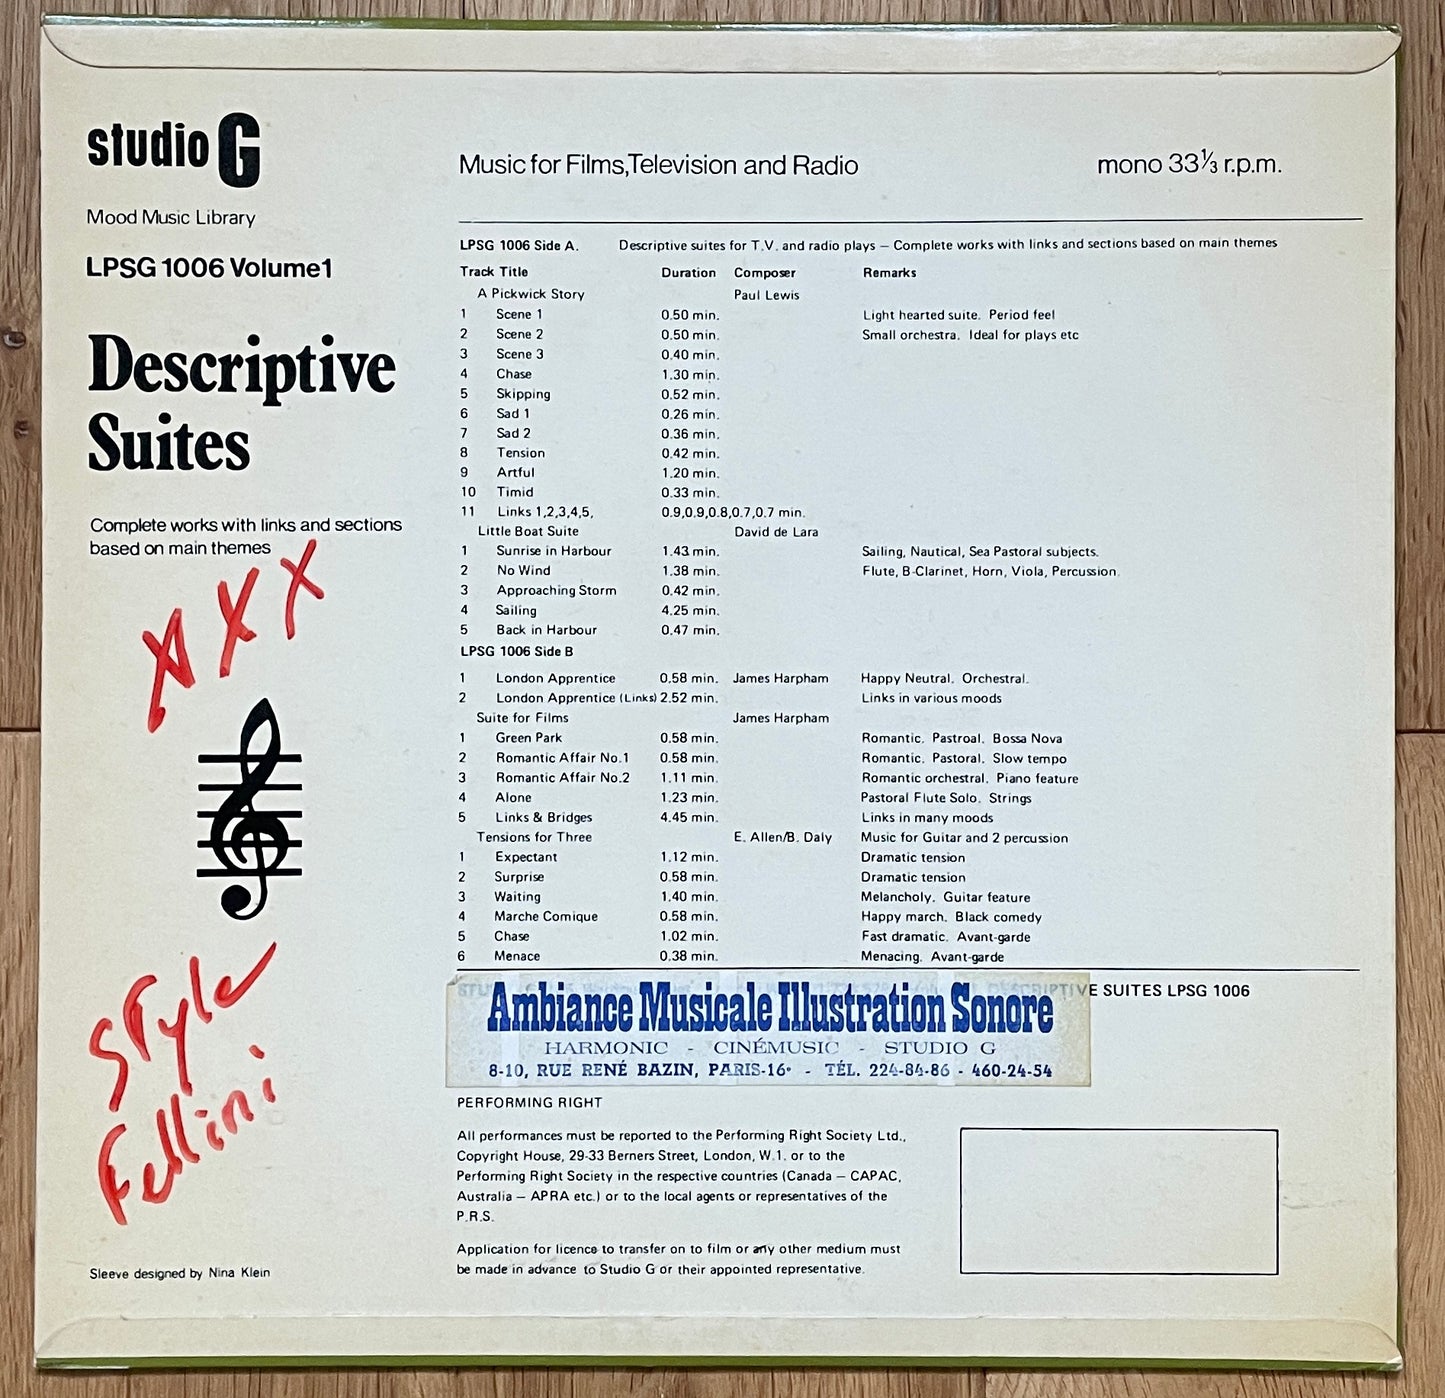 studio G
Mood Music Library
LPSG 1006 Volume1
Descriptive
Suites
Complete works with links and sections
based on main themes
XXX
Style
Fellini
Sleeve designed by Nina Klein
Music for Films,Television and Radio mono 33⅓ r.p.m.
LPSG 1006 Side A. Descriptive suites for T.V. and radio plays – Complete works with links and sections based on main themes
Track Title Duration Composer Remarks
A Pickwick Story Paul Lewis
1 Scene 1 0.50 min. Light hearted suite. Period feel
2 Scene 2 0.50 min. Small orchestra. Ideal for plays etc
3 Scene 3 0.40 min.
4 Chase 1.30 min.
5 Skipping 0.52 min.
6 Sad 1 0.26 min.
7 Sad 2 0.36 min.
8 Tension 0.42 min.
9 Artful 1.20 min.
10 Timid 0.33 min.
11 Links 1,2,3,4,5, 0.9,0.9,0.8,0.7,0.7 min.
Little Boat Suite David de Lara
1 Sunrise in Harbour 1.43 min. Sailing, Nautical, Sea Pastoral subjects.
2 No Wind 1.38 min. Flute, B-Clarinet, Horn, Viola, Percussion.
3 Approaching Storm 0.42 min.
4 Sailing 4.25 min.
5 Back in Harbour 0.47 min.
LPSG 1006 Side B
1 London Apprentice 0.58 min. James Harpham Happy Neutral. Orchestral.
2 London Apprentice (Links) 2.52 min. Links in various moods
Suite for Films James Harpham
1 Green Park 0.58 min. Romantic. Pastroal. Bossa Nova
2 Romantic Affair No.1 0.58 min. Romantic. Pastoral. Slow tempo
3 Romantic Affair No.2 1.11 min. Romantic orchestral. Piano feature
4 Alone 1.23 min. Pastoral Flute Solo. Strings
5 Links & Bridges 4.45 min. Links in many moods
Tensions for Three E. Allen/B. Daly Music for Guitar and 2 percussion
1 Expectant 1.12 min. Dramatic tension
2 Surprise 0.58 min. Dramatic tension
3 Waiting 1.40 min. Melancholy. Guitar feature
4 Marche Comique 0.58 min. Happy march. Black comedy
5 Chase 1.02 min. Fast dramatic. Avant-garde
6 Menace 0.38 min. Menacing. Avant-garde
DESCRIPTIVE SUITES LPSG 1006
Ambiance Musicale Illustration Sonore
HARMONIC - CINÉMUSIC - STUDIO G
8-10, RUE RENÉ BAZIN, PARIS-16e - TÉL. 224-84-86 - 460-24-54
PERFORMING RIGHT
All performances must be reported to the Performing Right Society Ltd.,
Copyright House, 29-33 Berners Street, London, W.1. or to the
Performing Right Society in the respective countries (Canada – CAPAC,
Australia – APRA etc.) or to the local agents or representatives of the
P.R.S.
Application for licence to transfer on to film or any other medium must
be made in advance to Studio G or their appointed representative.